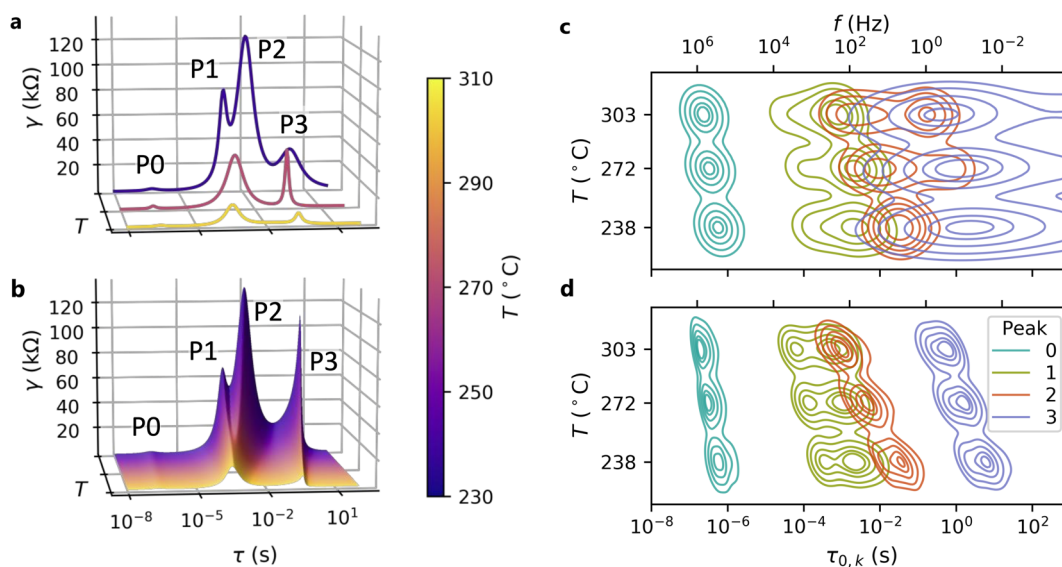 a
120
100
80
60
40
20
γ (kΩ)
T
P0
P1
P2
P3
b
120
100
80
60
40
20
γ (kΩ)
T
P0
P1
P2
P3
10⁻⁸
10⁻⁵
10⁻²
10¹
τ (s)
310
290
270
250
230
T (°C)
c
f (Hz)
10⁶
10⁴
10²
10⁰
10⁻²
303
272
238
T (°C)
d
303
272
238
T (°C)
Peak
0
1
2
3
10⁻⁸
10⁻⁶
10⁻⁴
10⁻²
10⁰
10²
τ₀,ₖ (s)